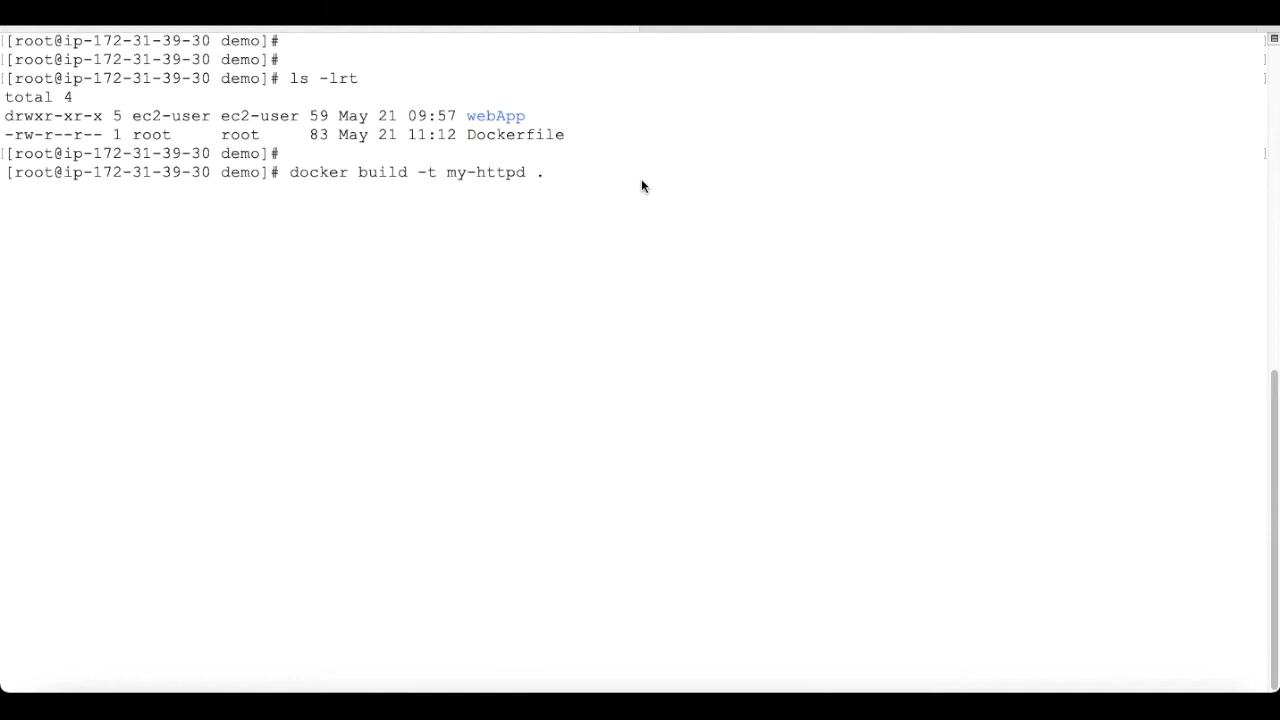 [root@ip-172-31-39-30 demo]#
[root@ip-172-31-39-30 demo]#
[root@ip-172-31-39-30 demo]# ls -lrt
total 4
drwxr-xr-x 5 ec2-user ec2-user 59 May 21 09:57 webApp
-rw-r--r-- 1 root     root     83 May 21 11:12 Dockerfile
[root@ip-172-31-39-30 demo]#
[root@ip-172-31-39-30 demo]# docker build -t my-httpd .